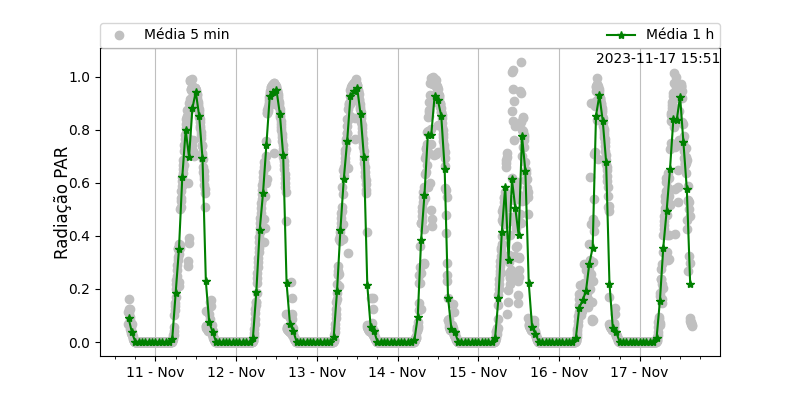 Média 5 min
Média 1 h
2023-11-17 15:51
Radiação PAR
1.0
0.8
0.6
0.4
0.2
0.0
11 - Nov
12 - Nov
13 - Nov
14 - Nov
15 - Nov
16 - Nov
17 - Nov